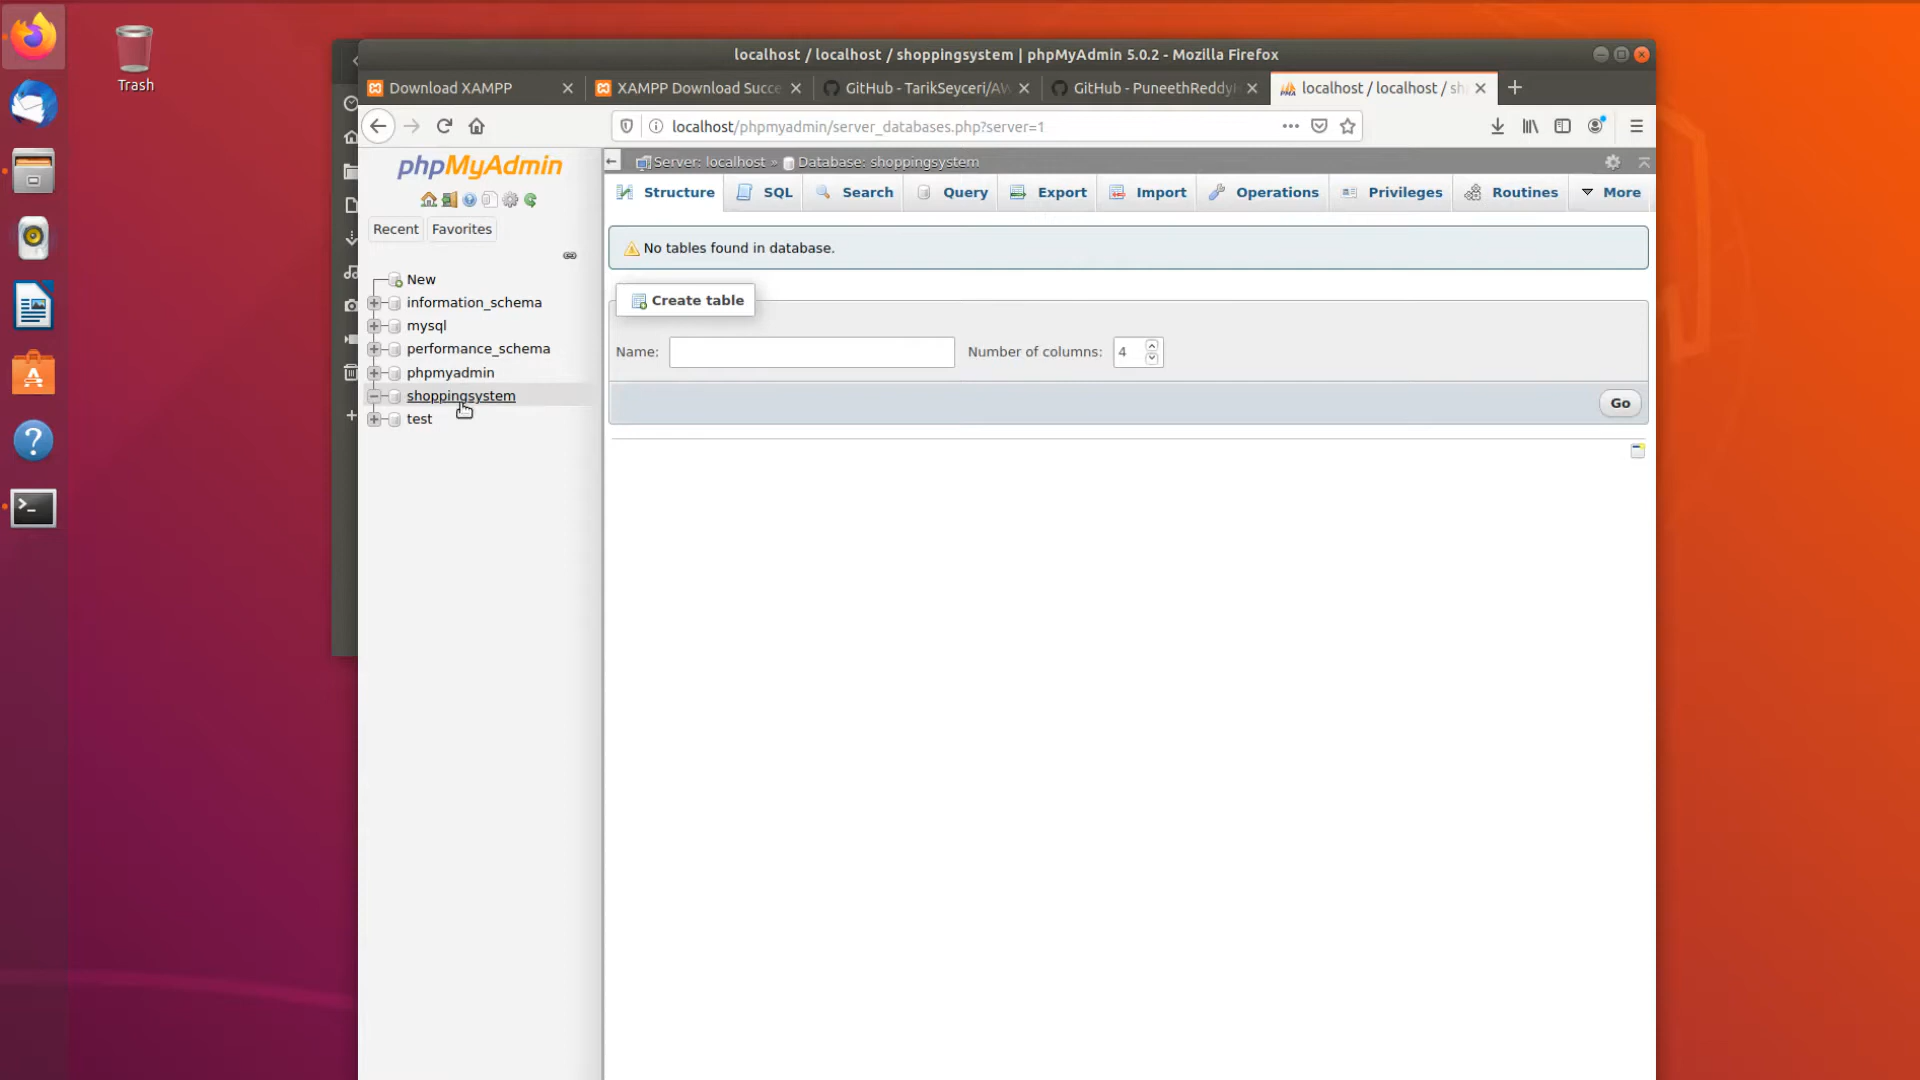 Trash
localhost / localhost / shoppingsystem | phpMyAdmin 5.0.2 - Mozilla Firefox
Download XAMPP
XAMPP Download Succe
GitHub - TarikSeyceri/AW
GitHub - PuneethReddy
localhost / localhost / sh
localhost/phpmyadmin/server_databases.php?server=1
phpMyAdmin
Recent
Favorites
New
information_schema
mysql
performance_schema
phpmyadmin
shoppingsystem
test
Server: localhost » Database: shoppingsystem
Structure
SQL
Search
Query
Export
Import
Operations
Privileges
Routines
More
No tables found in database.
Create table
Name:
Number of columns: 4
Go